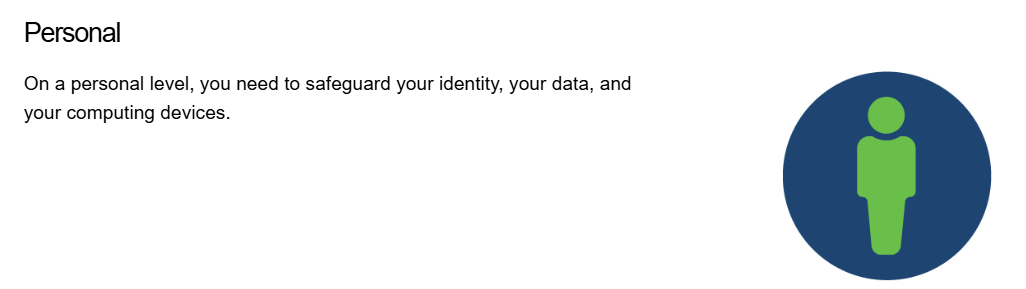 Personal
On a personal level, you need to safeguard your identity, your data, and
your computing devices.